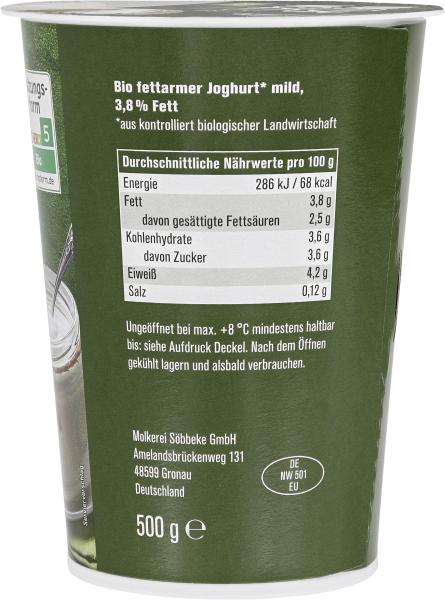 form
5
Bio
Bio fettarmer Joghurt* mild,
3,8% Fett
*aus kontrolliert biologischer Landwirtschaft
Durchschnittliche Nährwerte pro 100 g
Energie 286 kJ / 68 kcal
Fett 3,8 g
davon gesättigte Fettsäuren 2,5 g
Kohlenhydrate 3,6 g
davon Zucker 3,6 g
Eiweiß 4,2 g
Salz 0,12 g
Ungeöffnet bei max. +8 °C mindestens haltbar
bis: siehe Aufdruck Deckel. Nach dem Öffnen
gekühlt lagern und alsbald verbrauchen.
Molkerei Söbbeke GmbH
Amelandsbrückenweg 131
48599 Gronau
Deutschland
DE
NW 501
EU
500 g ℮
Serviervorschlag